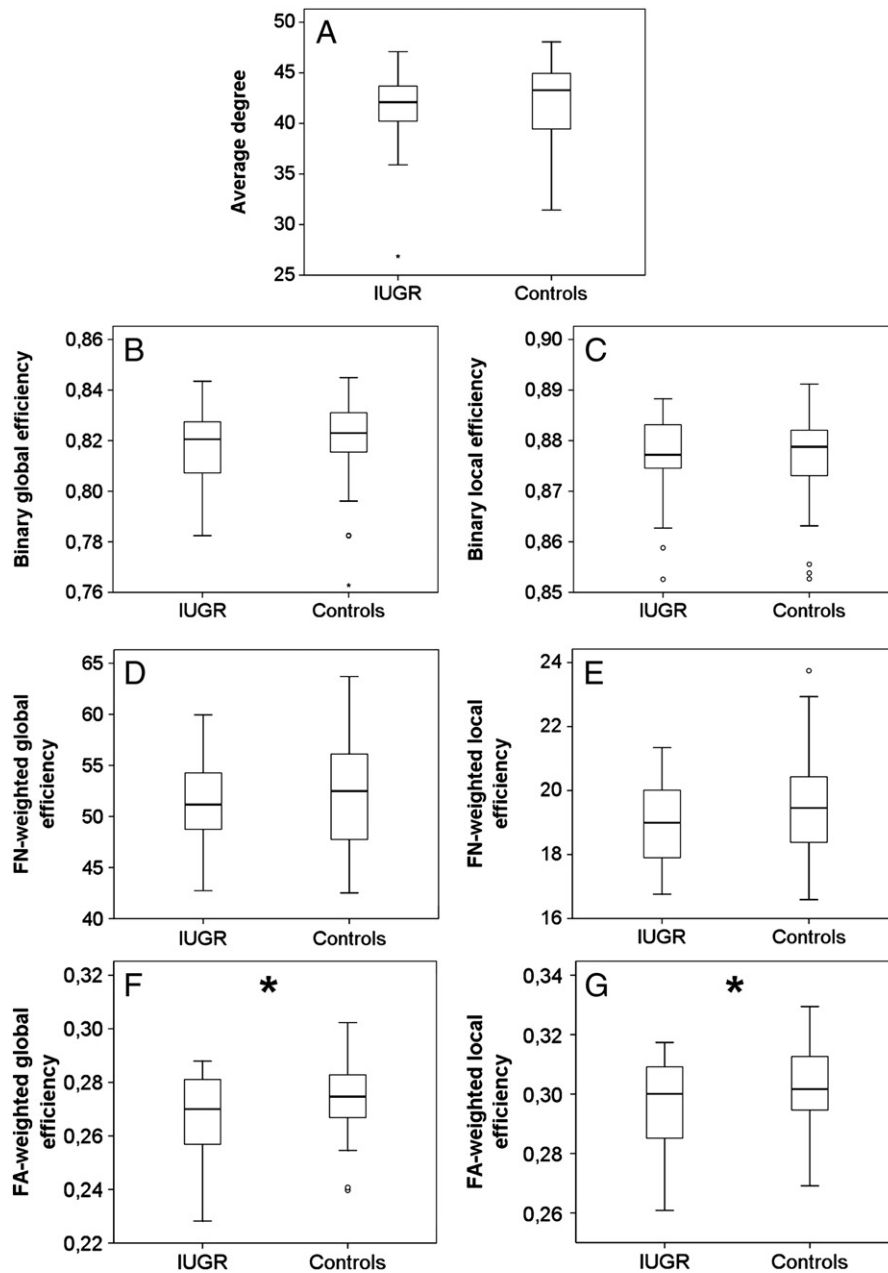 A
Average degree
50
45
40
35
30
25
*
IUGR Controls
B
Binary global efficiency
0,86
0,84
0,82
0,80
0,78
0,76
*
IUGR Controls
C
Binary local efficiency
0,90
0,89
0,88
0,87
0,86
0,85
IUGR Controls
D
FN-weighted global
efficiency
65
60
55
50
45
40
IUGR Controls
E
FN-weighted local
efficiency
24
22
20
18
16
IUGR Controls
F
*
FA-weighted global
efficiency
0,32
0,30
0,28
0,26
0,24
0,22
IUGR Controls
G
*
FA-weighted local
efficiency
0,34
0,32
0,30
0,28
0,26
IUGR Controls